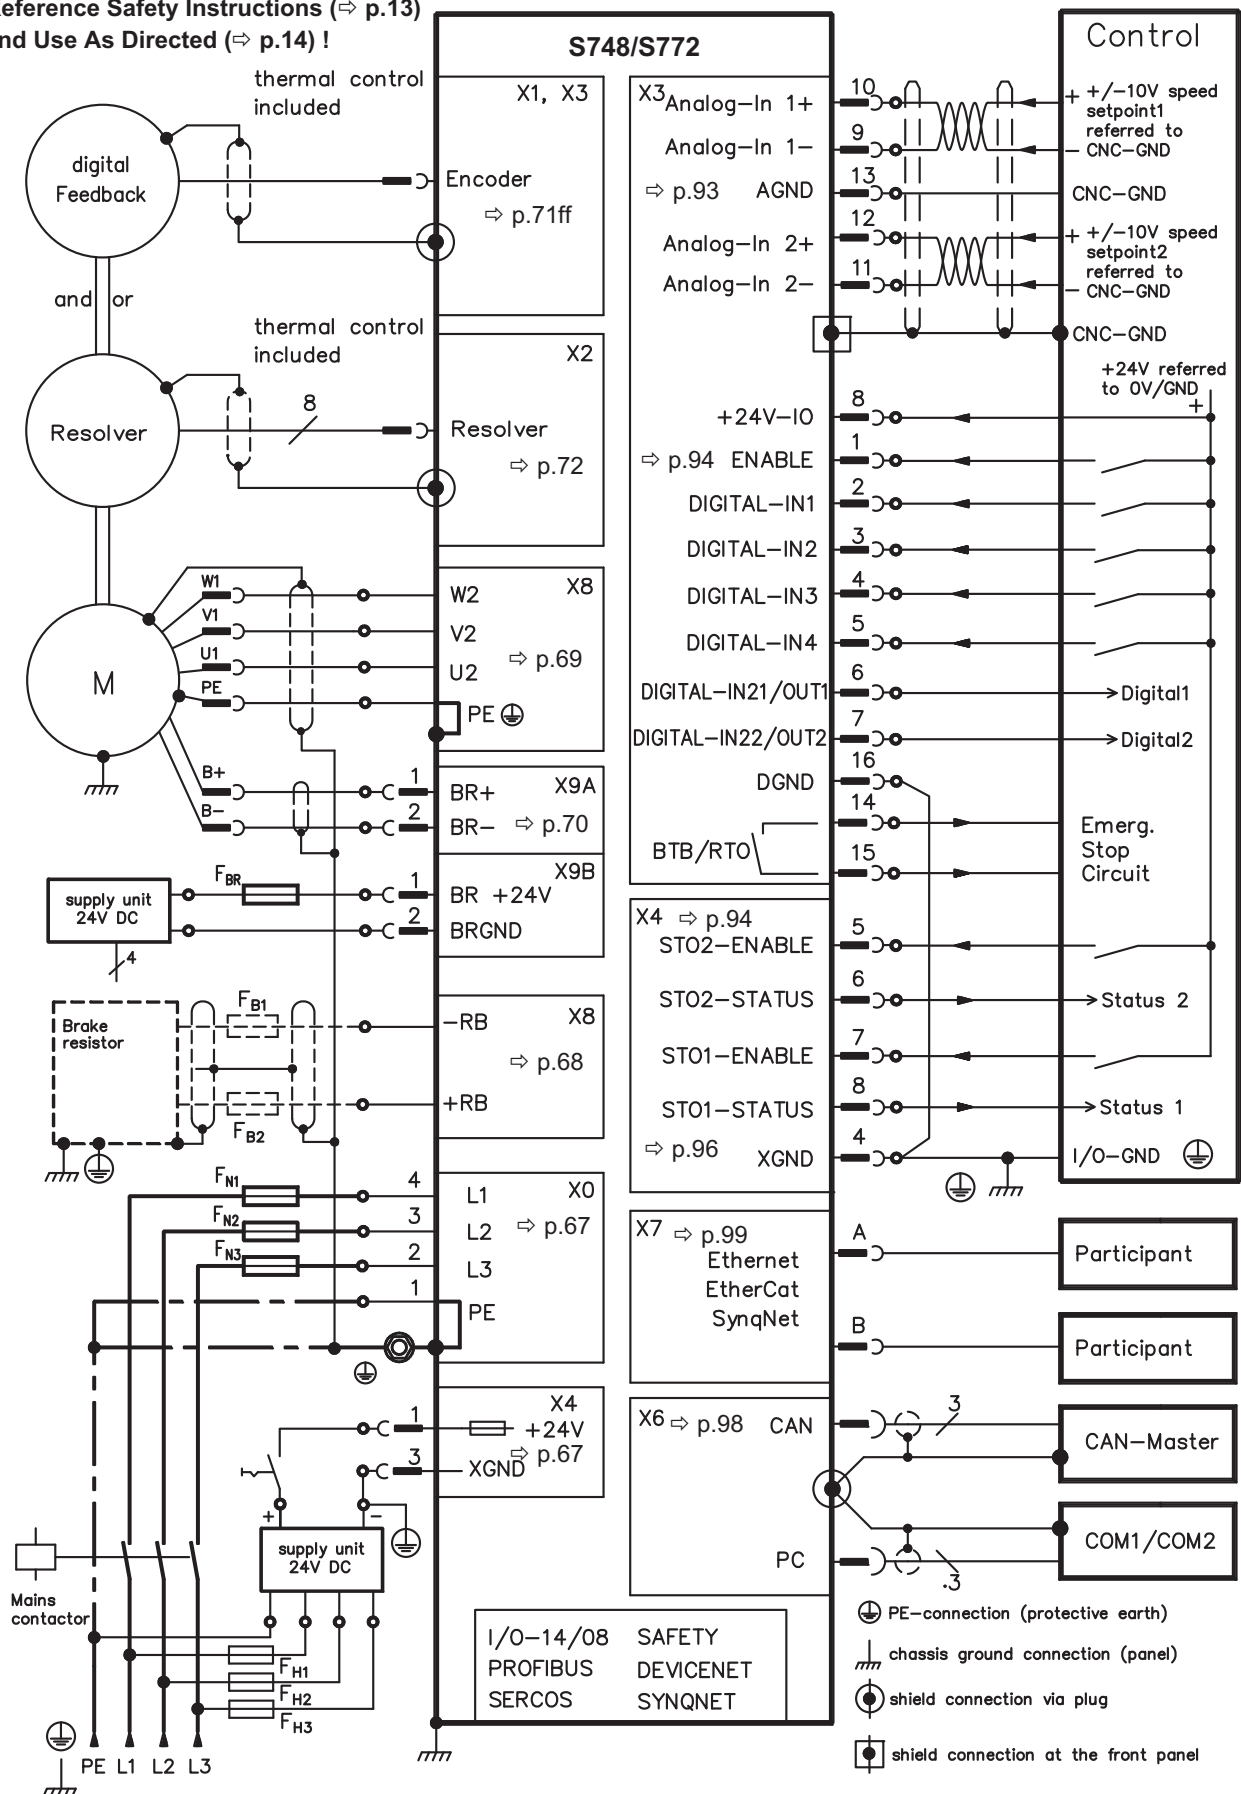 eference Safety Instructions (⇨ p.13)
nd Use As Directed (⇨ p.14) !
S748/S772
Control
thermal control
included
digital
Feedback
X1, X3
Encoder
⇨ p.71ff
and or
thermal control
included
Resolver
8
X2
Resolver
⇨ p.72
M
W1
V1
U1
PE
X8
W2
V2
U2
⇨ p.69
PE
B+
B-
1
2
X9A
BR+
BR-
⇨ p.70
supply unit
24V DC
4
FBR
1
2
X9B
BR +24V
BRGND
Brake
resistor
FB1
FB2
X8
-RB
⇨ p.68
+RB
FN1
FN2
FN3
4
3
2
1
X0
L1
L2
⇨ p.67
L3
PE
1
3
X4
+24V
⇨ p.67
XGND
+
-
supply unit
24V DC
Mains
contactor
FH1
FH2
FH3
PE L1 L2 L3
I/O-14/08 SAFETY
PROFIBUS DEVICENET
SERCOS SYNQNET
X3
Analog-In 1+
10
Analog-In 1-
9
⇨ p.93
AGND
13
Analog-In 2+
12
Analog-In 2-
11
+ +/-10V speed
setpoint1
referred to
- CNC-GND
CNC-GND
+ +/-10V speed
setpoint2
referred to
- CNC-GND
CNC-GND
+24V referred
to 0V/GND
+
+24V-IO
8
⇨ p.94 ENABLE
1
DIGITAL-IN1
2
DIGITAL-IN2
3
DIGITAL-IN3
4
DIGITAL-IN4
5
DIGITAL-IN21/OUT1
6
Digital1
DIGITAL-IN22/OUT2
7
Digital2
DGND
16
BTB/RTO
14
15
Emerg.
Stop
Circuit
X4 ⇨ p.94
STO2-ENABLE
5
STO2-STATUS
6
Status 2
STO1-ENABLE
7
STO1-STATUS
8
Status 1
⇨ p.96
XGND
4
I/O-GND
X7 ⇨ p.99
Ethernet
EtherCat
SynqNet
A
Participant
B
Participant
X6 ⇨ p.98
CAN
3
CAN-Master
PC
.3
COM1/COM2
PE-connection (protective earth)
chassis ground connection (panel)
shield connection via plug
shield connection at the front panel